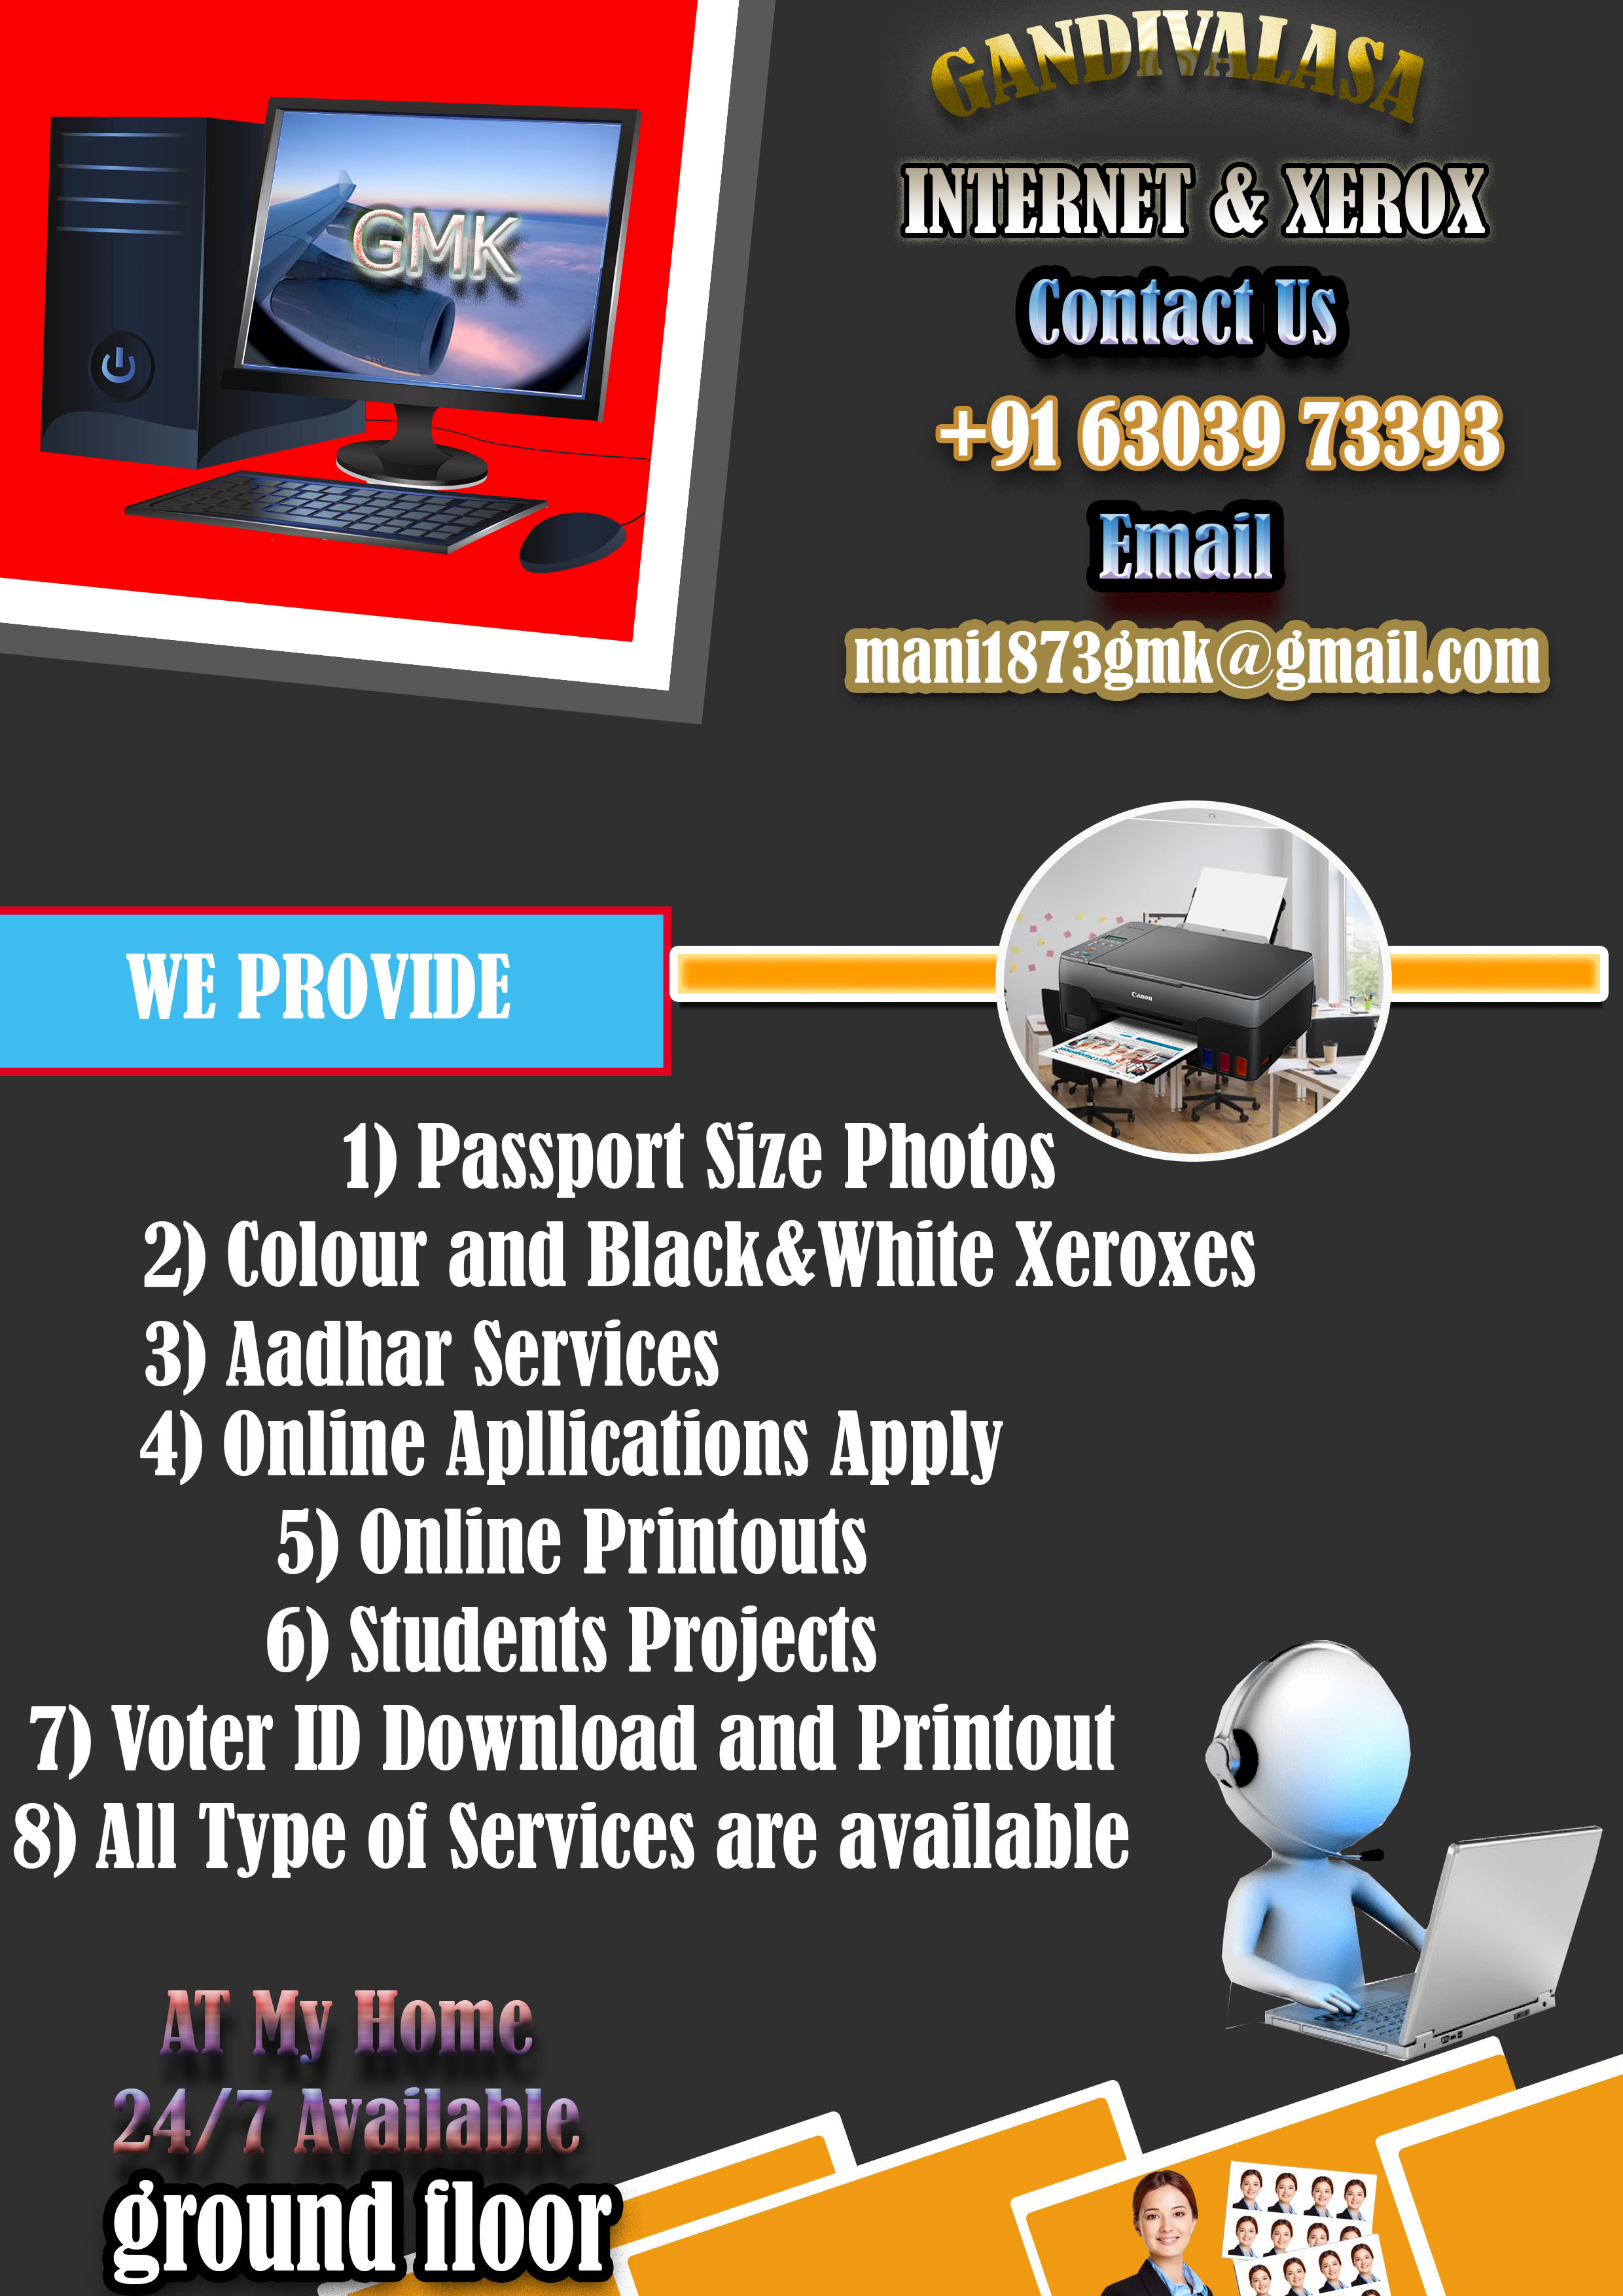 GANDIVALASA
INTERNET & XEROX
Contact Us
+91 63039 73393
Email
mani1873gmk@gmail.com
GMK
WE PROVIDE
Canon
Project Management
1) Passport Size Photos
2) Colour and Black&White Xeroxes
3) Aadhar Services
4) Online Apllications Apply
5) Online Printouts
6) Students Projects
7) Voter ID Download and Printout
8) All Type of Services are available
AT My Home
24/7 Available
ground floor